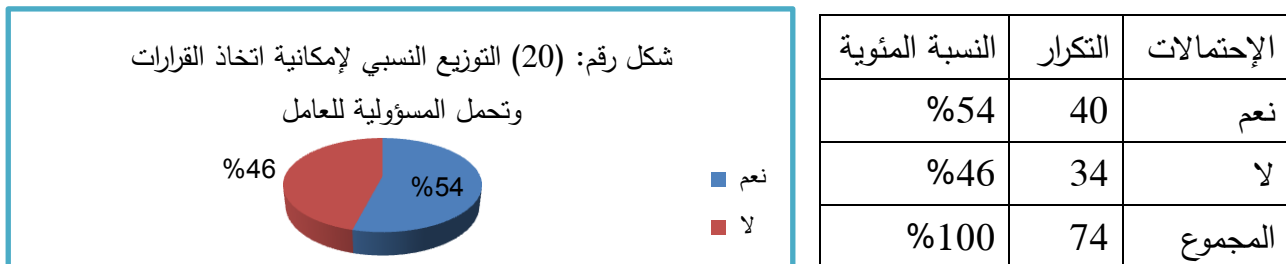 الإحتمالات التكرار النسبة المئوية
نعم 40 %54
لا 34 %46
المجموع 74 %100
شكل رقم: (20) التوزيع النسبي لإمكانية اتخاذ القرارات
وتحمل المسؤولية للعامل
%46
%54
نعم
لا